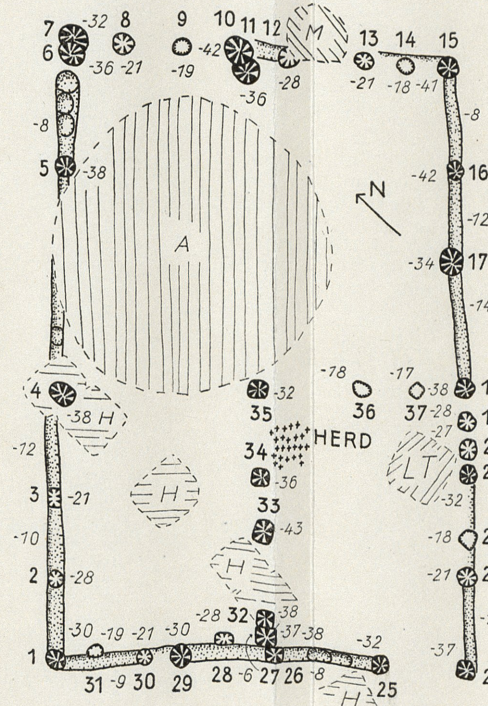 7 -32 8 9 10 11 12 M 13 14 15
6 -36 -21 -19 -42 -36 -28 -21 -18 -41
-8 -8
5 -38 -42 16
N
-12
A -34 17
-14
-18 -17
4 -38 H 35 -32 36 37 -38
-28
-27
34 HERD
-12 LT
H -36
3 -21 33 -32
-43
-10 -18
H
2 -28 -21
-30 -19 -21 -30 -28 32 -38
-37 -38 -32 -37
1 31 -9 30 29 28 -6 27 26 -8 25
H